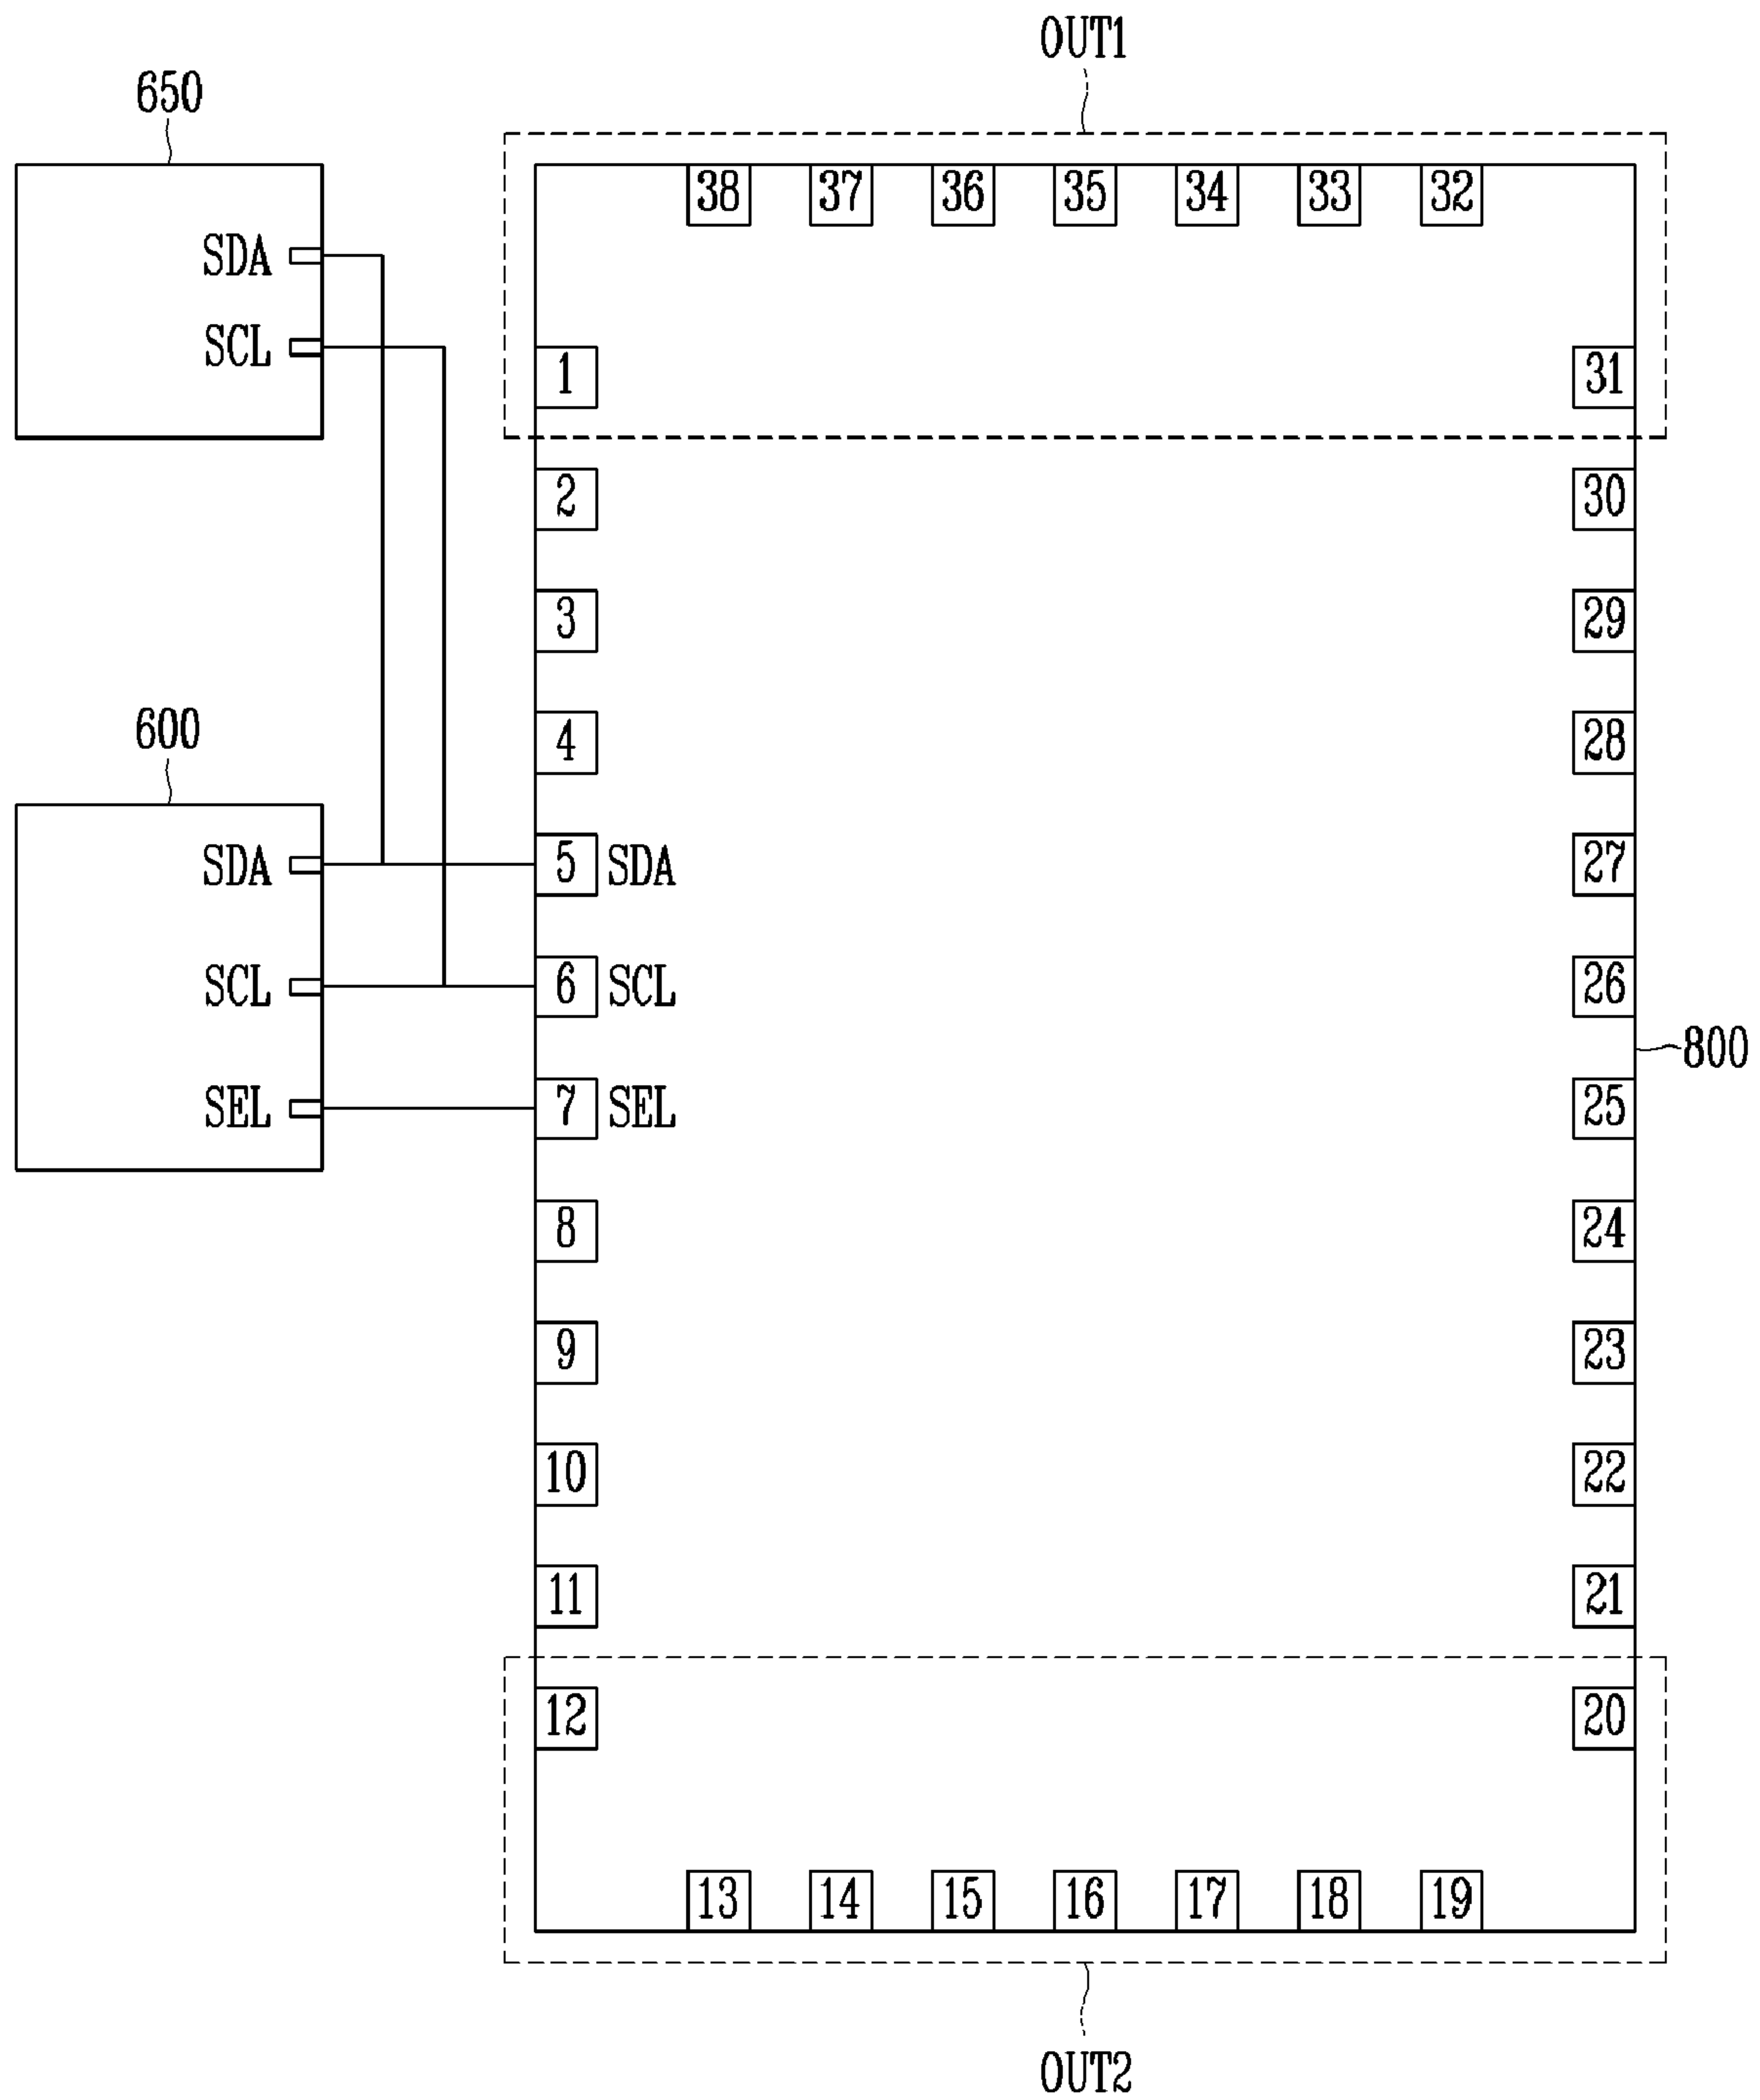 OUT1
650
38 37 36 35 34 33 32
SDA
SCL
1 31
2 30
3 29
4 28
600
SDA 5 SDA 27
SCL 6 SCL 26
800
SEL 7 SEL 25
8 24
9 23
10 22
11 21
12 20
13 14 15 16 17 18 19
OUT2